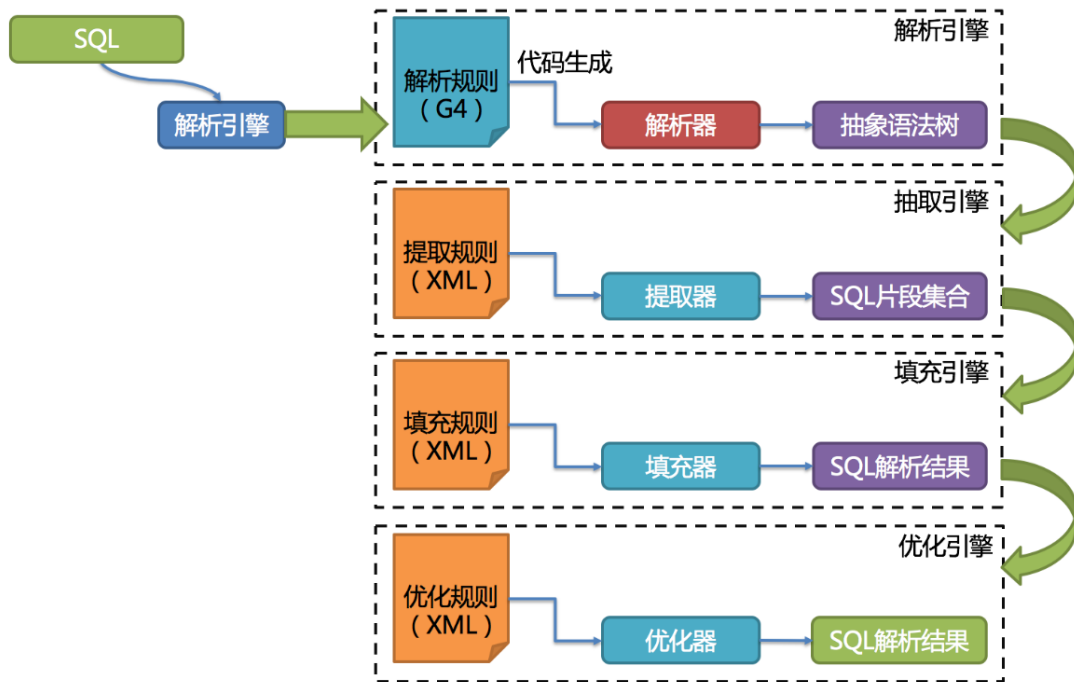 SQL
解析引擎
解析引擎
解析规则
（G4）
代码生成
解析器
抽象语法树
抽取引擎
提取规则
（XML）
提取器
SQL片段集合
填充引擎
填充规则
（XML）
填充器
SQL解析结果
优化引擎
优化规则
（XML）
优化器
SQL解析结果